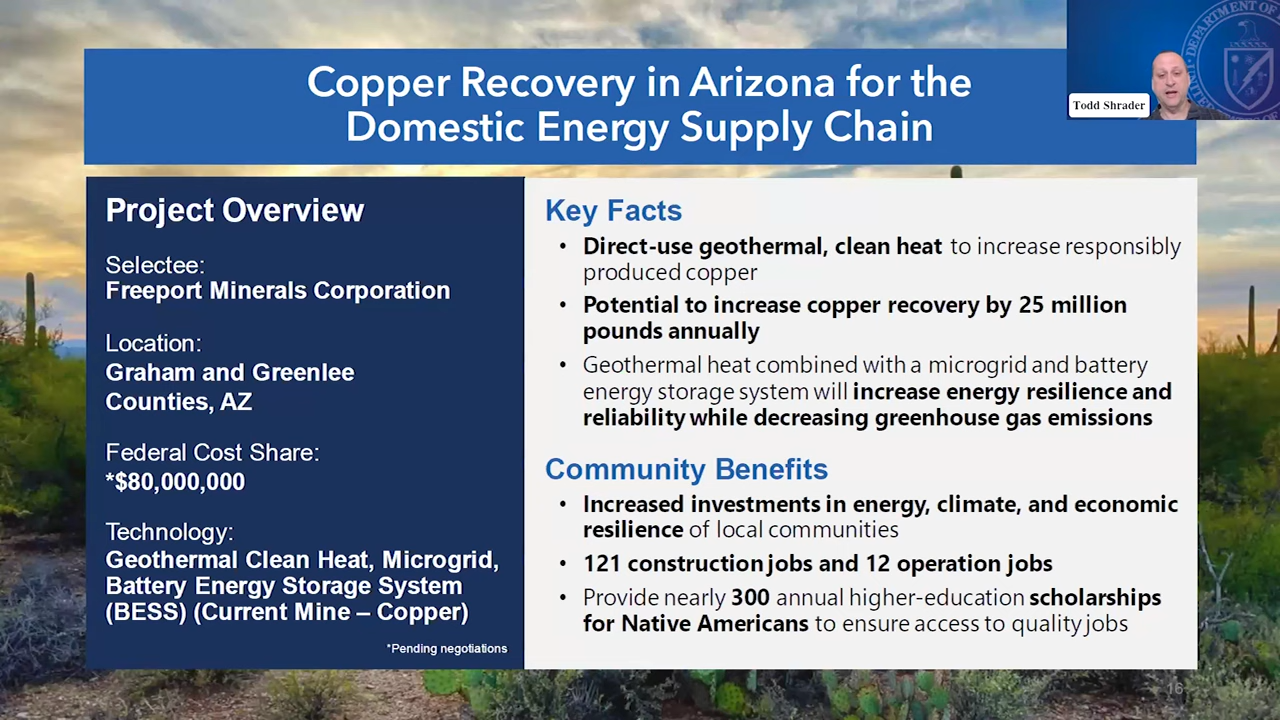 Copper Recovery in Arizona for the
Domestic Energy Supply Chain
DEPARTMENT OF
Todd Shrader
Project Overview
Selectee:
Freeport Minerals Corporation
Location:
Graham and Greenlee
Counties, AZ
Federal Cost Share:
*$80,000,000
Technology:
Geothermal Clean Heat, Microgrid,
Battery Energy Storage System
(BESS) (Current Mine – Copper)
*Pending negotiations
Key Facts
• Direct-use geothermal, clean heat to increase responsibly
produced copper
• Potential to increase copper recovery by 25 million
pounds annually
• Geothermal heat combined with a microgrid and battery
energy storage system will increase energy resilience and
reliability while decreasing greenhouse gas emissions
Community Benefits
• Increased investments in energy, climate, and economic
resilience of local communities
• 121 construction jobs and 12 operation jobs
• Provide nearly 300 annual higher-education scholarships
for Native Americans to ensure access to quality jobs
16